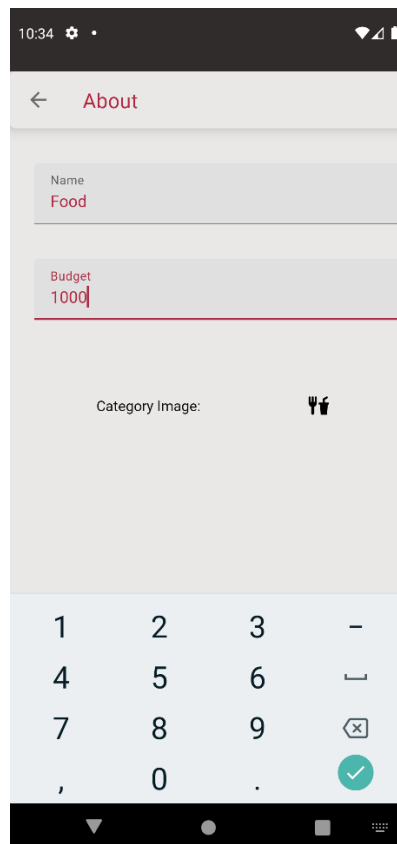 10:34
About
Name
Food
Budget
1000
Category Image:
1 2 3 -
4 5 6
7 8 9
, 0 .